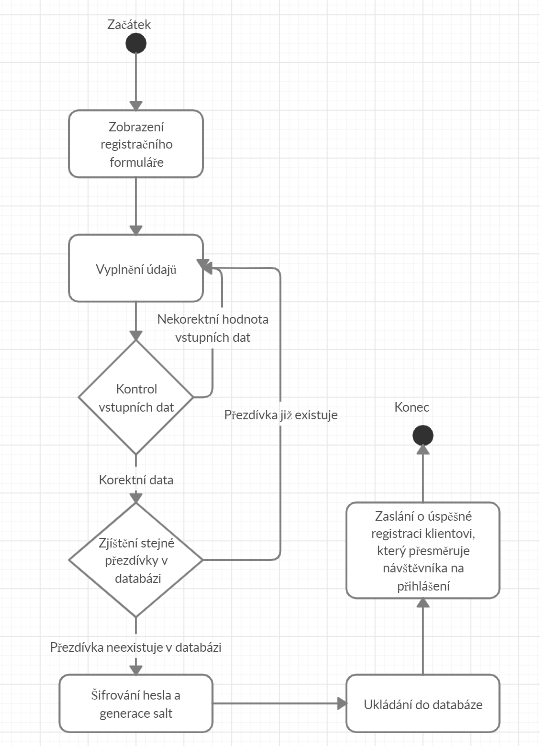 Začátek
Zobrazení
registračního
formuláře
Vyplnění údajů
Nekorektní hodnota
vstupních dat
Kontrol
vstupních dat
Přezdívka již existuje
Korektní data
Zjištění stejné
přezdívky v
databázi
Přezdívka neexistuje v databázi
Šifrování hesla a
generace salt
Ukládání do databáze
Zaslání o úspěšné
registraci klientovi,
který přesměruje
návštěvníka na
přihlášení
Konec